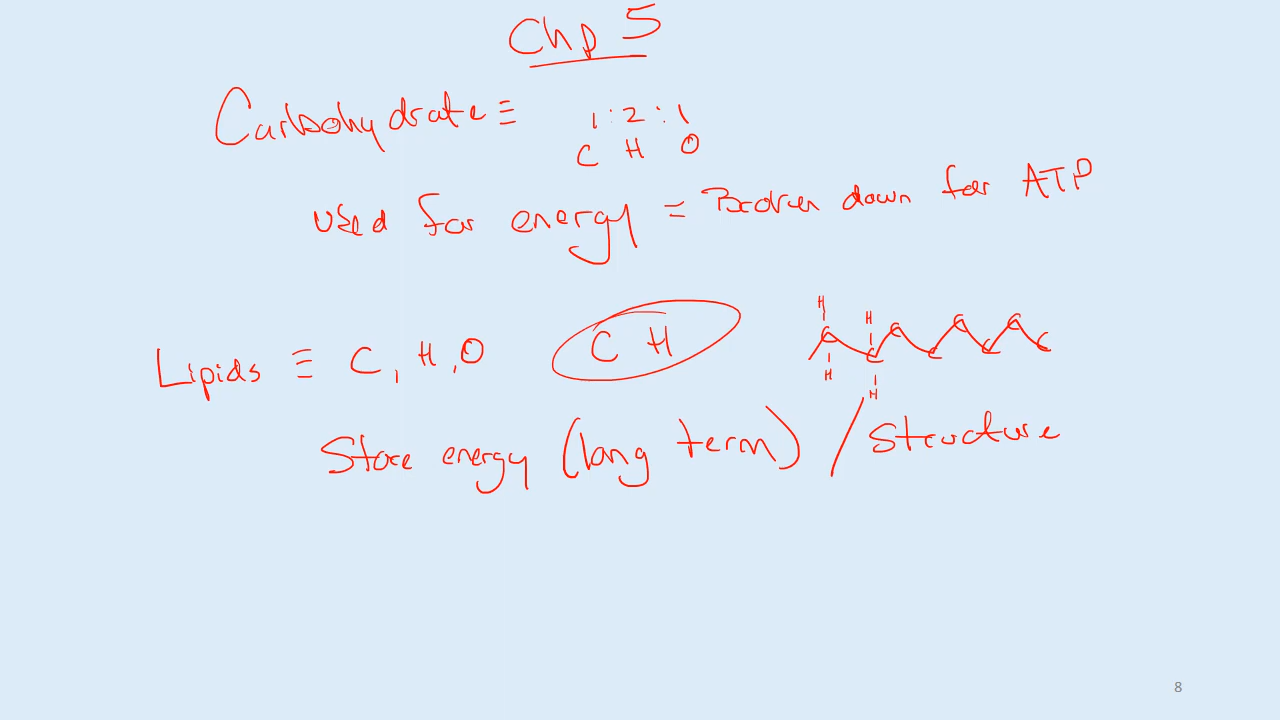 Chp 5
Carbohydrate ≡ 1 : 2 : 1
C H O
Used for energy = Broken down for ATP
Lipids ≡ C, H, O C H
H
H
C C C C C C C C
H
H
Store energy (long term) / Structure
8